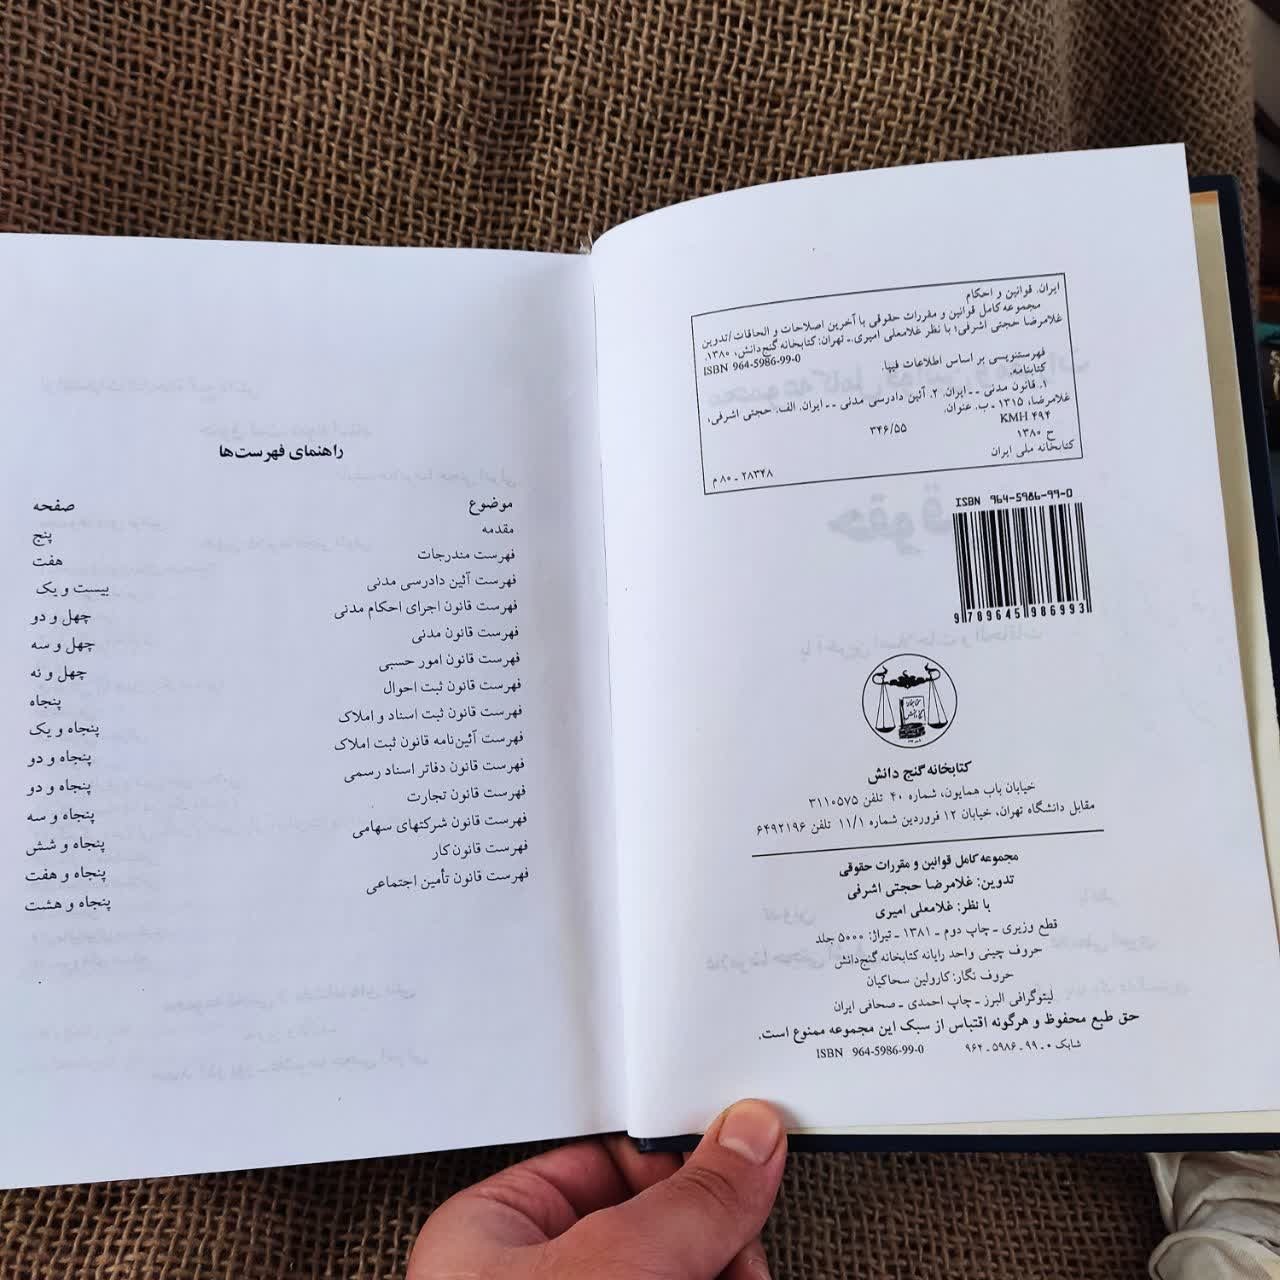 ایران. قوانین و احکام
مجموعه کامل قوانین و مقررات حقوقی با آخرین اصلاحات و الحاقات / تدوین
غلامرضا حجتی اشرفی؛ با نظر غلامعلی امیری.ـ تهران: کتابخانه گنج‌دانش، ۱۳۸۰.
ISBN 964-5986-99-0
فهرستنویسی بر اساس اطلاعات فیپا.
کتابنامه.
۱. قانون مدنی ـ ـ ایران. ۲. آئین دادرسی مدنی ـ ـ ایران. الف. حجتی اشرفی،
غلامرضا، ۱۳۱۵ ـ ب. عنوان.
KMH ۴۹۴
۳۴۶/۵۵
ح ۱۳۸۰
کتابخانه ملی ایران
۲۸۳۴۸ ـ ۸۰ م
ISBN 964-5986-99-0
9 789645 986993
کتابخانه گنج دانش
خیابان باب همایون، شماره ۴۰ تلفن ۳۱۱۰۵۷۵
مقابل دانشگاه تهران، خیابان ۱۲ فروردین شماره ۱۱/۱ تلفن ۶۴۹۲۱۹۶
مجموعه کامل قوانین و مقررات حقوقی
تدوین: غلامرضا حجتی اشرفی
با نظر: غلامعلی امیری
قطع وزیری ـ چاپ دوم ـ ۱۳۸۱ ـ تیراژ: ۵۰۰۰ جلد
حروف چینی واحد رایانه کتابخانه گنج‌دانش
حروف نگار: کارولین سحاکیان
لیتوگرافی البرز ـ چاپ احمدی ـ صحافی ایران
حق طبع محفوظ و هرگونه اقتباس از سبک این مجموعه ممنوع است.
شابک ۰ ـ ۹۹ ـ ۵۹۸۶ ـ ۹۶۴ ISBN 964-5986-99-0
راهنمای فهرست‌ها
موضوع صفحه
مقدمه پنج
فهرست مندرجات هفت
فهرست آئین دادرسی مدنی بیست و یک
فهرست قانون اجرای احکام مدنی چهل و دو
فهرست قانون مدنی چهل و سه
فهرست قانون امور حسبی چهل و نه
فهرست قانون ثبت احوال پنجاه
فهرست قانون ثبت اسناد و املاک پنجاه و یک
فهرست آئین‌نامه قانون ثبت املاک پنجاه و دو
فهرست قانون دفاتر اسناد رسمی پنجاه و دو
فهرست قانون تجارت پنجاه و سه
فهرست قانون شرکتهای سهامی پنجاه و شش
فهرست قانون کار پنجاه و هفت
فهرست قانون تأمین اجتماعی پنجاه و هشت